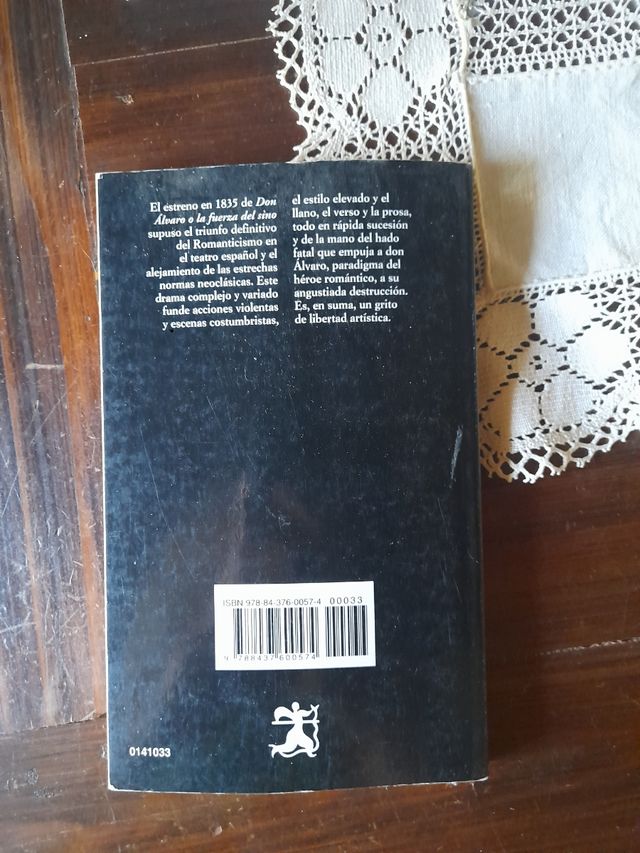 El estreno en 1835 de Don
Álvaro o la fuerza del sino
supuso el triunfo definitivo
del Romanticismo en
el teatro español y el
alejamiento de las estrechas
normas neoclásicas. Este
drama complejo y variado
funde acciones violentas
y escenas costumbristas,
el estilo elevado y el
llano, el verso y la prosa,
todo en rápida sucesión
y de la mano del hado
fatal que empuja a don
Álvaro, paradigma del
héroe romántico, a su
angustiada destrucción.
Es, en suma, un grito
de libertad artística.
ISBN 978-84-376-0057-4 00033
9 788437 600574
0141033